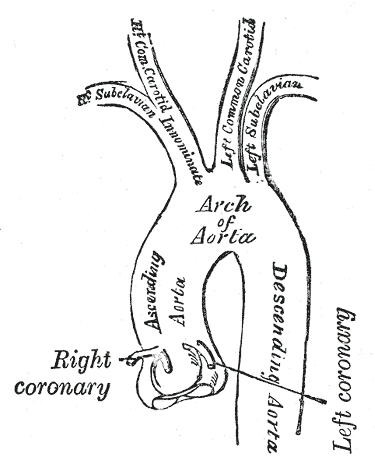 Rt Com. Carotid
Rt Subclavian
Innominate
Left Common Carotid
Left Subclavian
Arch
of
Aorta
Ascending
Aorta
Descending Aorta
Right
coronary
Left coronary